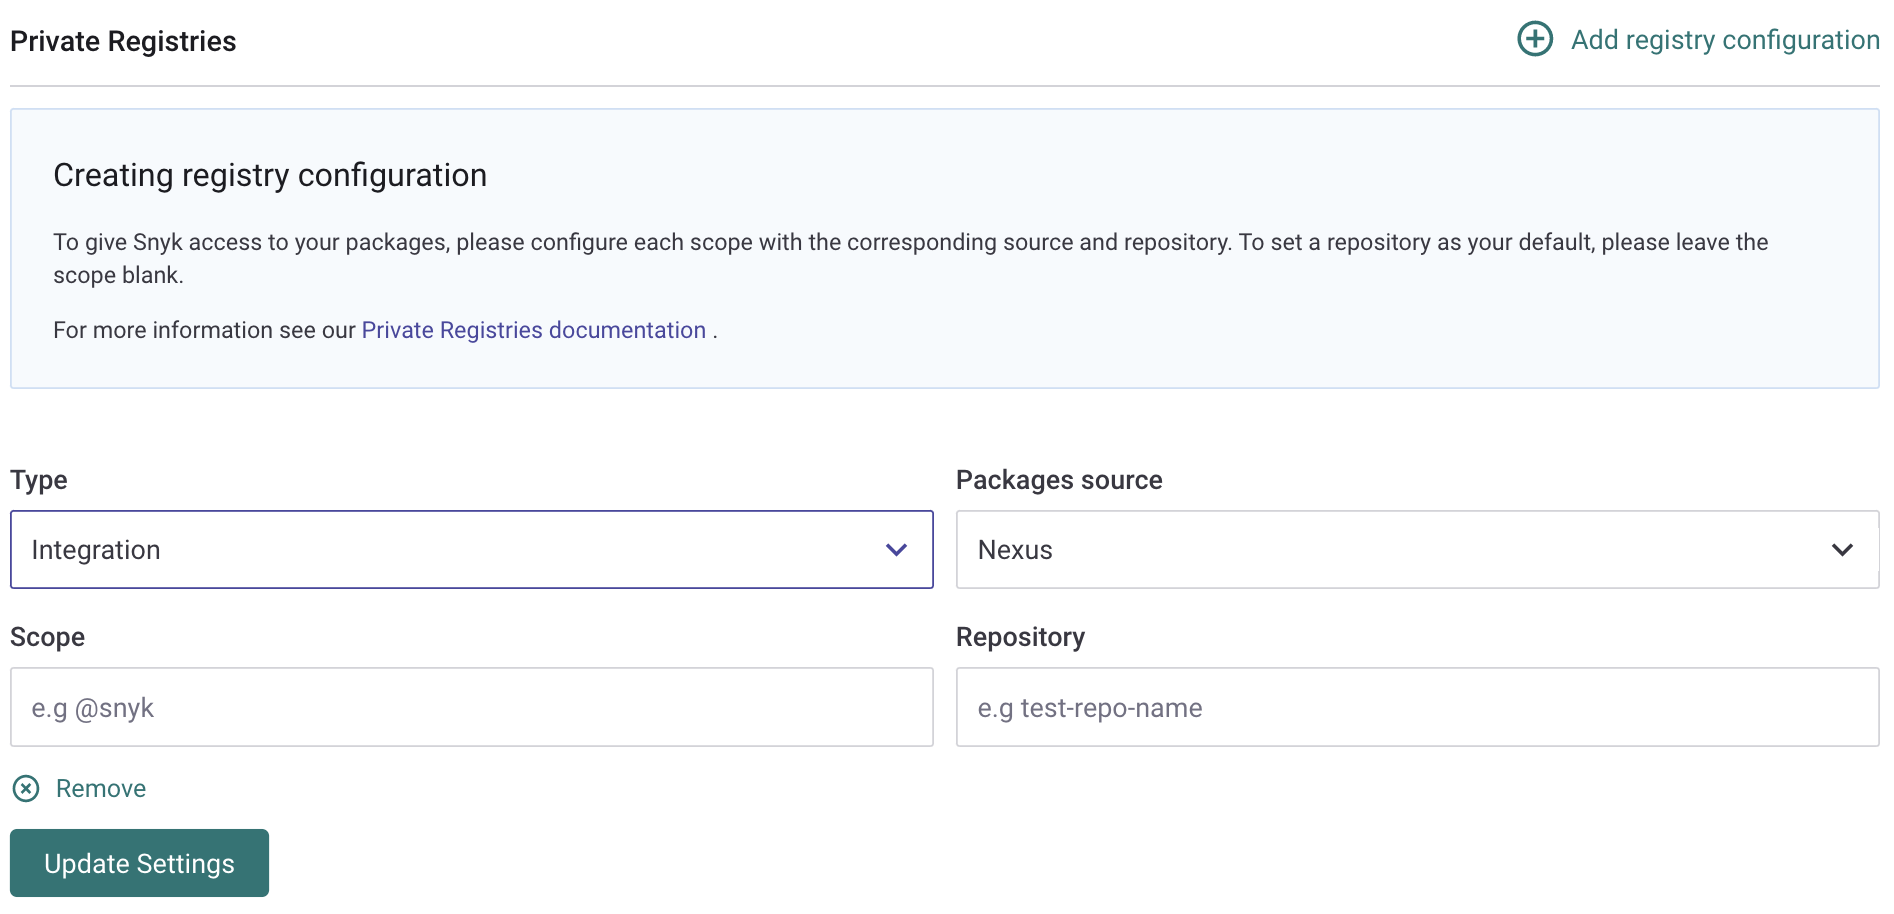 Private Registries
Add registry configuration
Creating registry configuration
To give Snyk access to your packages, please configure each scope with the corresponding source and repository. To set a repository as your default, please leave the
scope blank.
For more information see our Private Registries documentation .
Type
Packages source
Integration
Nexus
Scope
Repository
e.g @snyk
e.g test-repo-name
Remove
Update Settings